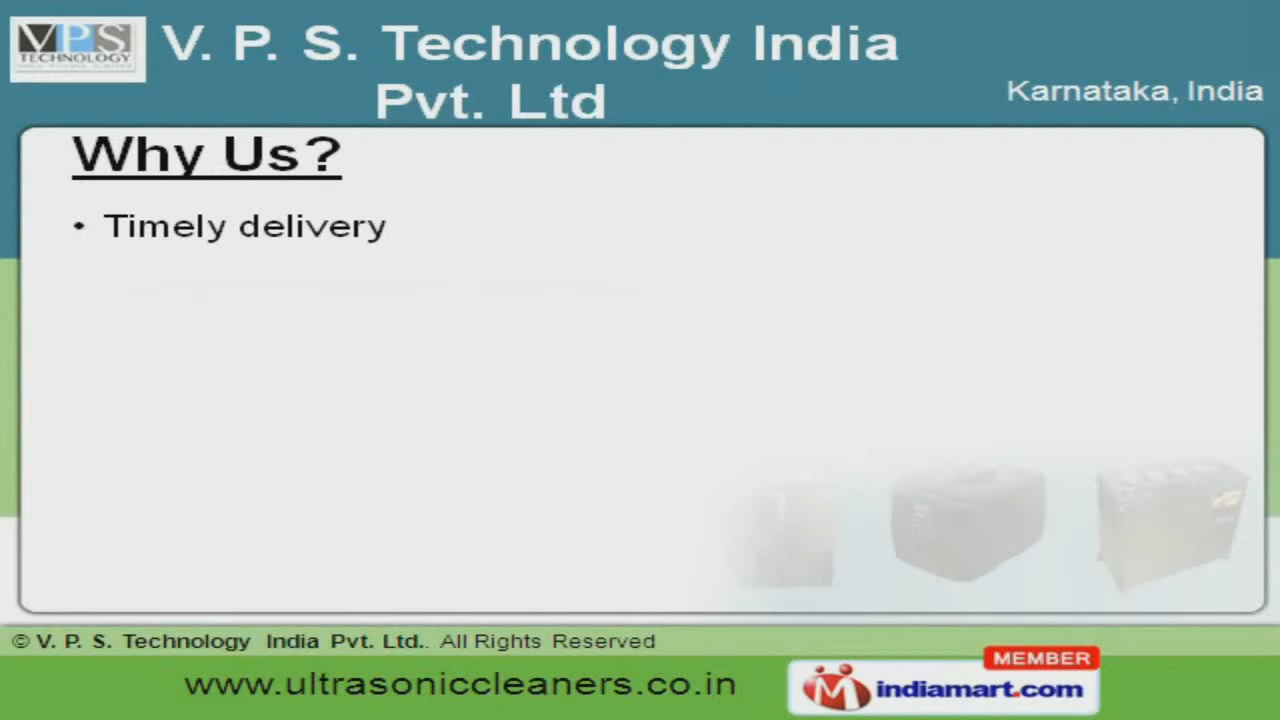 VPS
TECHNOLOGY
V. P. S. Technology India
Pvt. Ltd
Karnataka, India
Why Us?
• Timely delivery
© V. P. S. Technology India Pvt. Ltd.. All Rights Reserved
www.ultrasoniccleaners.co.in
MEMBER
indiamart.com